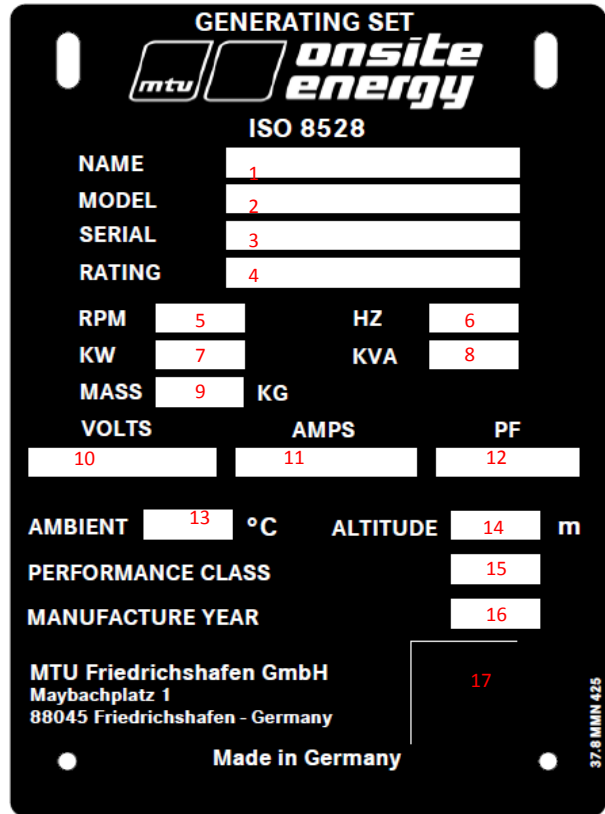 GENERATING SET
mtu onsite
energy
ISO 8528
NAME 1
MODEL 2
SERIAL 3
RATING 4
RPM 5 HZ 6
KW 7 KVA 8
MASS 9 KG
VOLTS AMPS PF
10 11 12
AMBIENT 13 °C ALTITUDE 14 m
PERFORMANCE CLASS 15
MANUFACTURE YEAR 16
MTU Friedrichshafen GmbH
Maybachplatz 1
88045 Friedrichshafen - Germany
17
Made in Germany
37.8 MMN 425